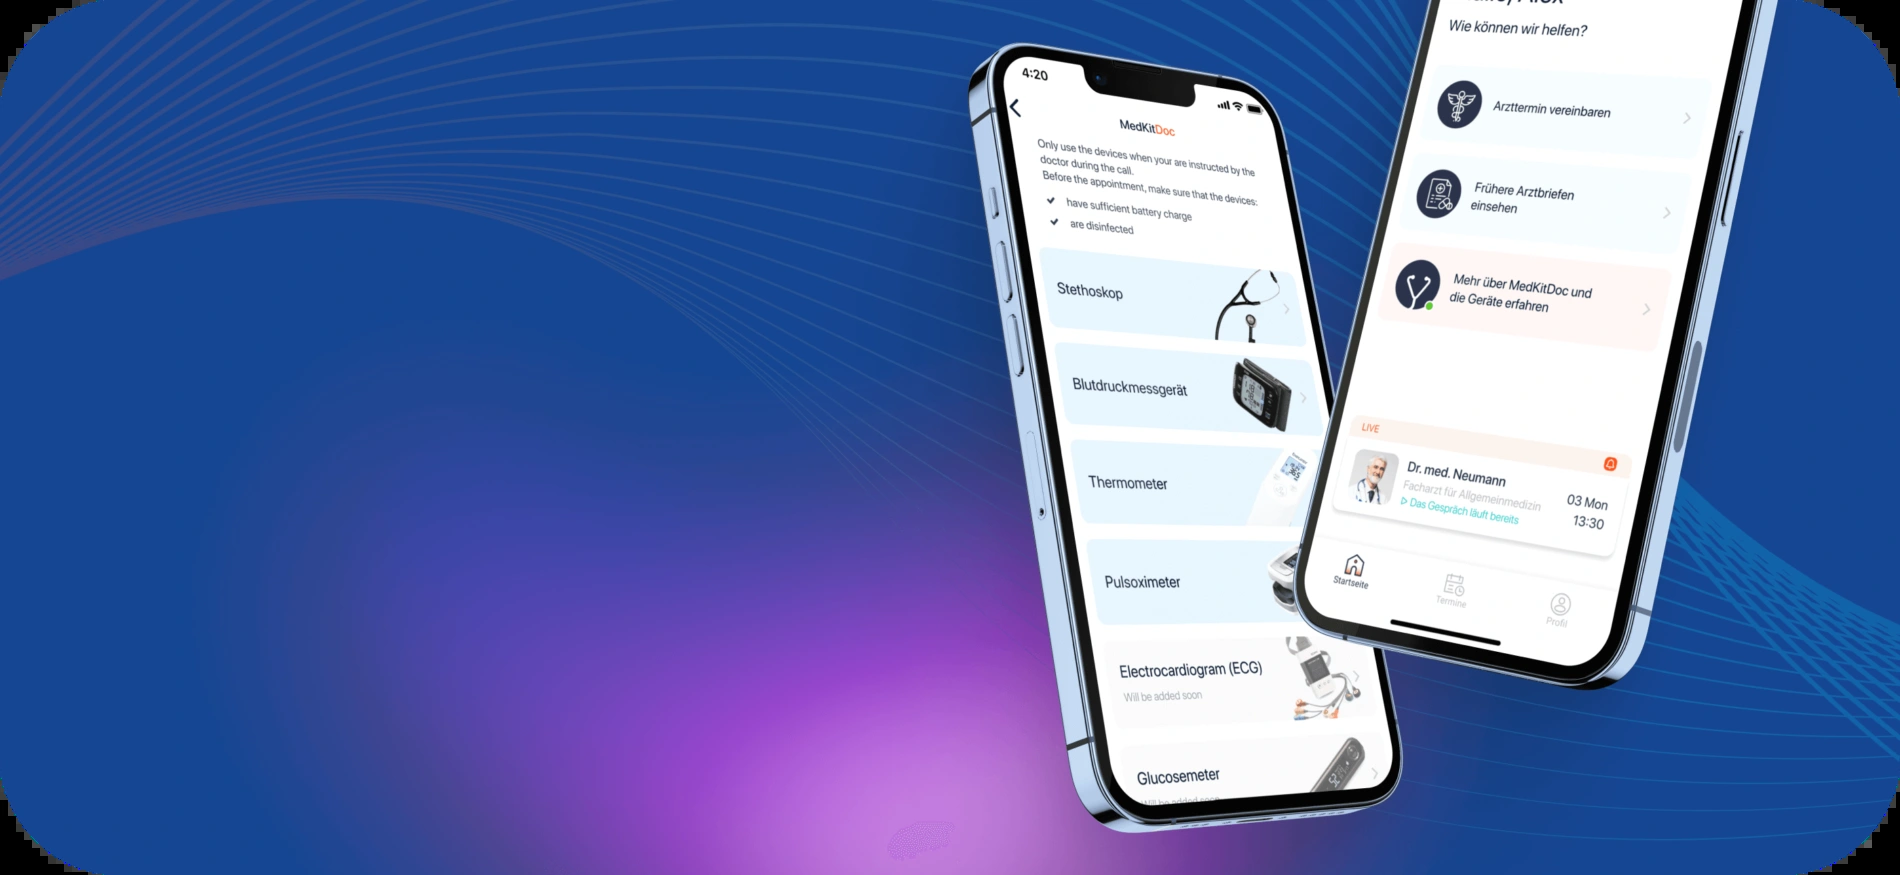 4:20
MedKitDoc
Only use the devices when your are instructed by the
doctor during the call.
Before the appointment, make sure that the devices:
have sufficient battery charge
are disinfected
Stethoskop
Blutdruckmessgerät
Thermometer
Pulsoximeter
Electrocardiogram (ECG)
Will be added soon
Glucosemeter
Will be added soon
Wie können wir helfen?
Arzttermin vereinbaren
Frühere Arztbriefen
einsehen
Mehr über MedKitDoc und
die Geräte erfahren
LIVE
Dr. med. Neumann
Facharzt für Allgemeinmedizin
Das Gespräch läuft bereits
03 Mon
13:30
Startseite
Termine
Profil